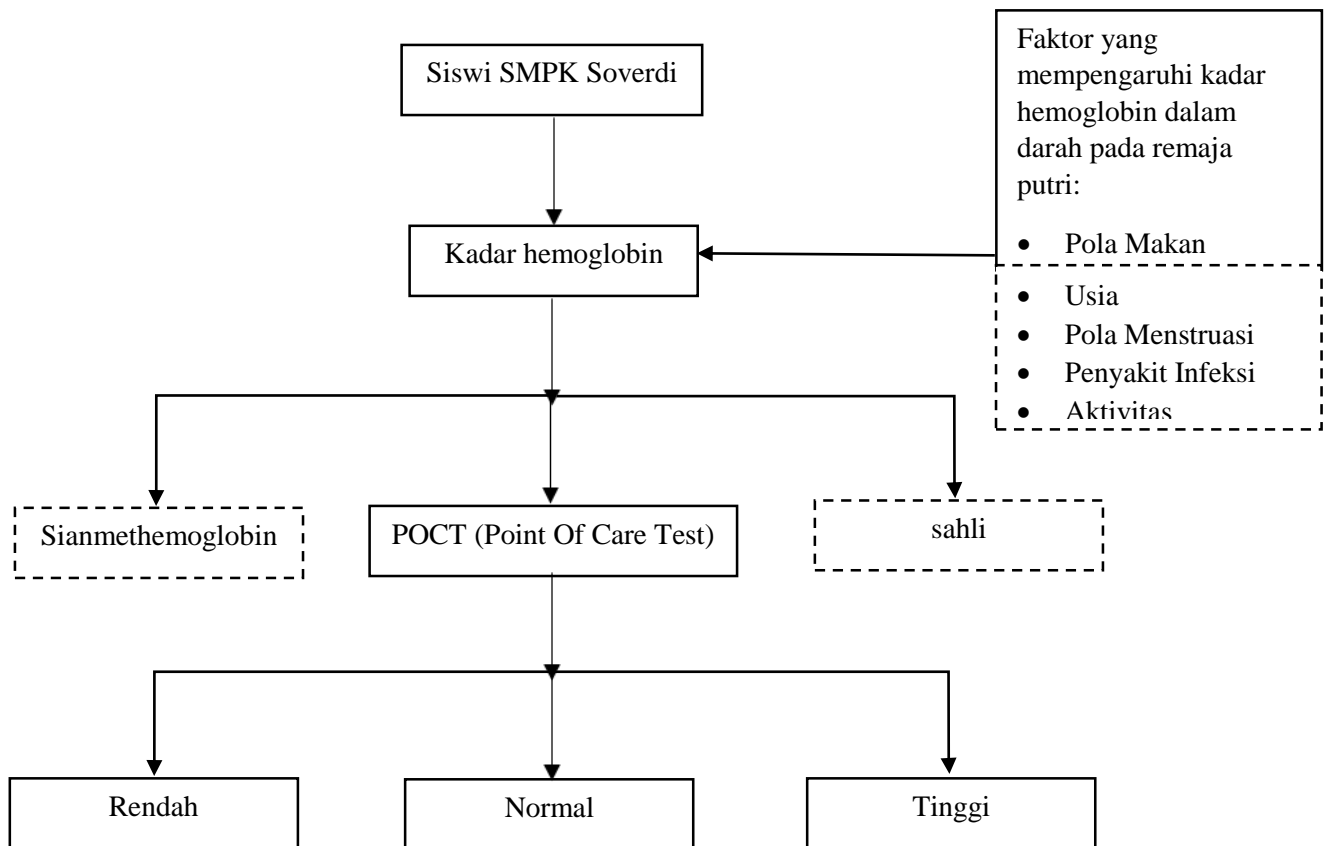 Siswi SMPK Soverdi
Faktor yang
mempengaruhi kadar
hemoglobin dalam
darah pada remaja
putri:
• Pola Makan
• Usia
• Pola Menstruasi
• Penyakit Infeksi
• Aktivitas
Kadar hemoglobin
Sianmethemoglobin
POCT (Point Of Care Test)
sahli
Rendah
Normal
Tinggi